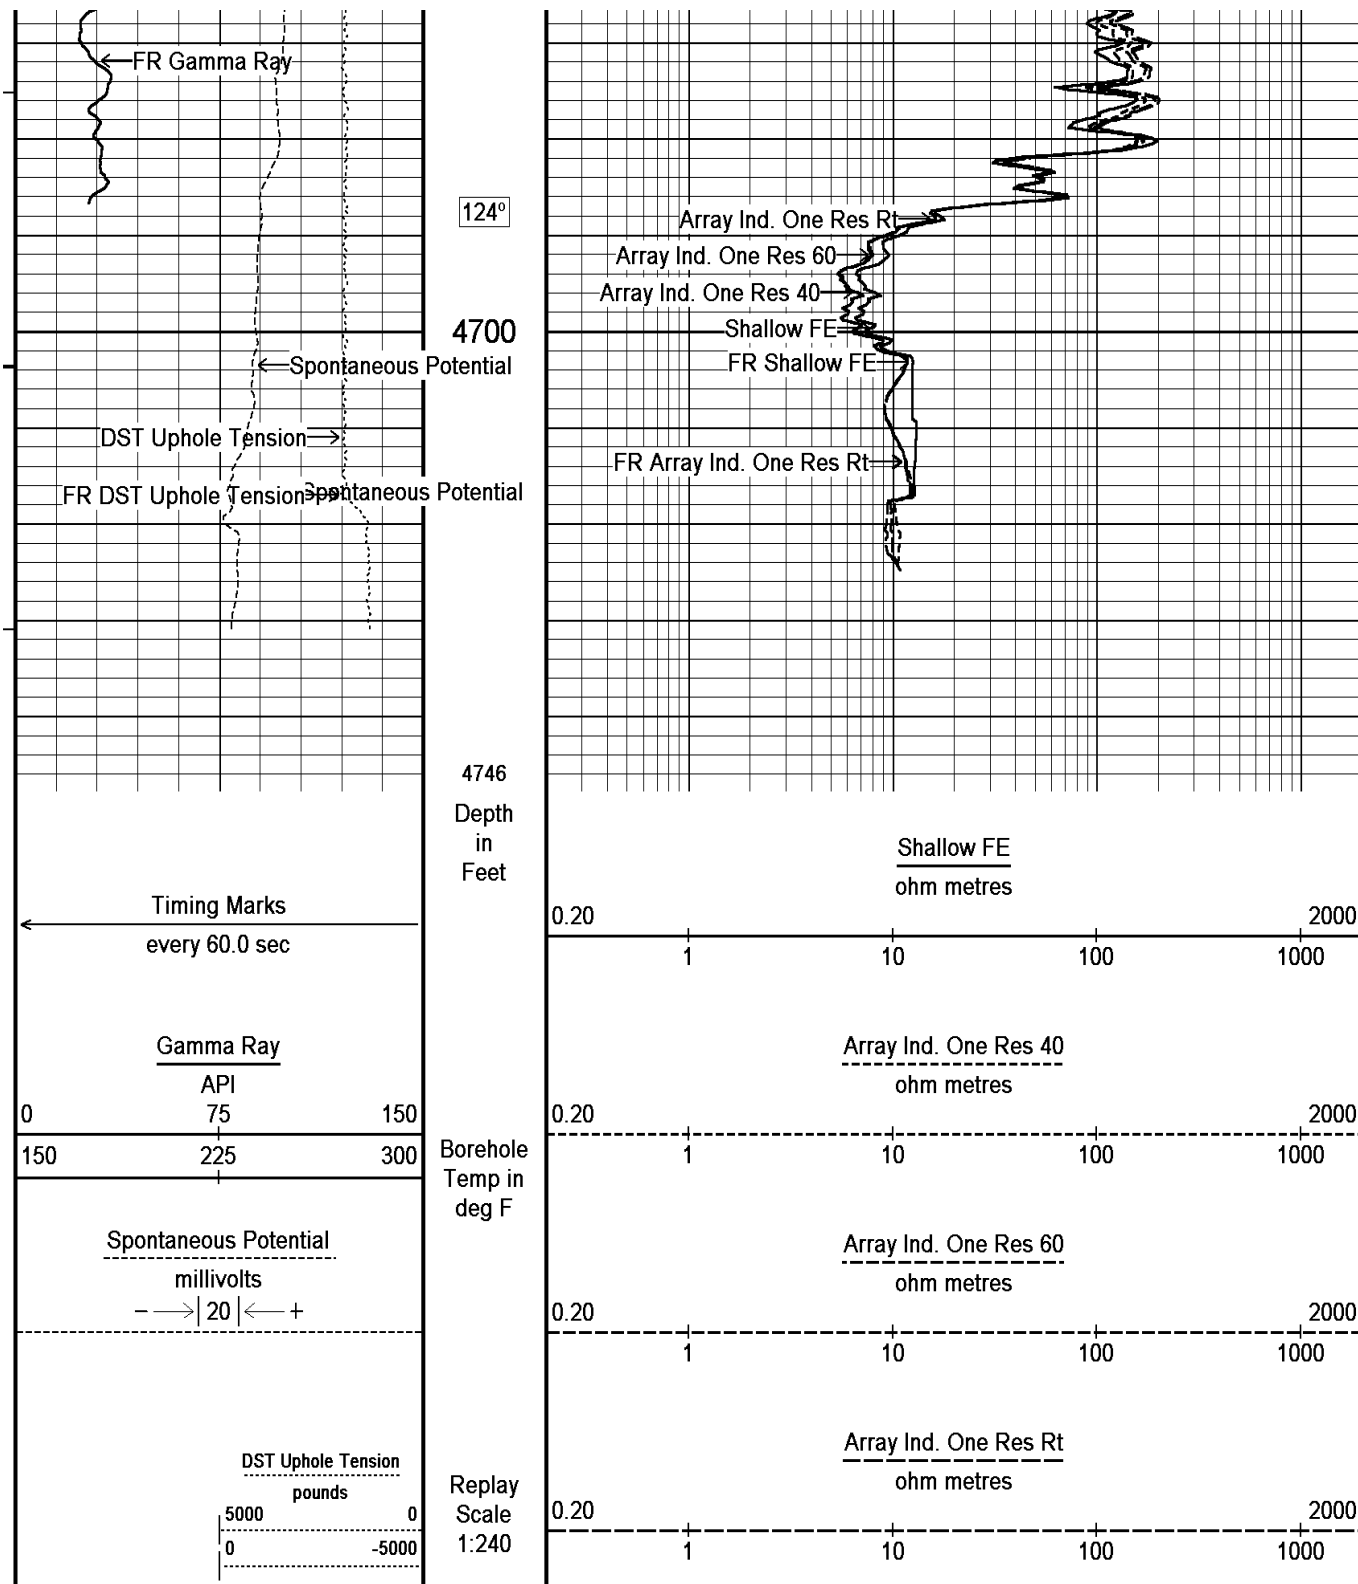 FR Gamma Ray
124º
Array Ind. One Res Rt
Array Ind. One Res 60
Array Ind. One Res 40
4700
Shallow FE
Spontaneous Potential
FR Shallow FE
DST Uphole Tension
FR Array Ind. One Res Rt
FR DST Uphole Tension
Spontaneous Potential
4746
Depth
in
Feet
Timing Marks
every 60.0 sec
Gamma Ray
API
0 75 150
150 225 300
Borehole
Temp in
deg F
Spontaneous Potential
millivolts
− 20 +
DST Uphole Tension
pounds
5000 0
0 -5000
Replay
Scale
1:240
Shallow FE
ohm metres
0.20 2000
1 10 100 1000
Array Ind. One Res 40
ohm metres
0.20 2000
1 10 100 1000
Array Ind. One Res 60
ohm metres
0.20 2000
1 10 100 1000
Array Ind. One Res Rt
ohm metres
0.20 2000
1 10 100 1000